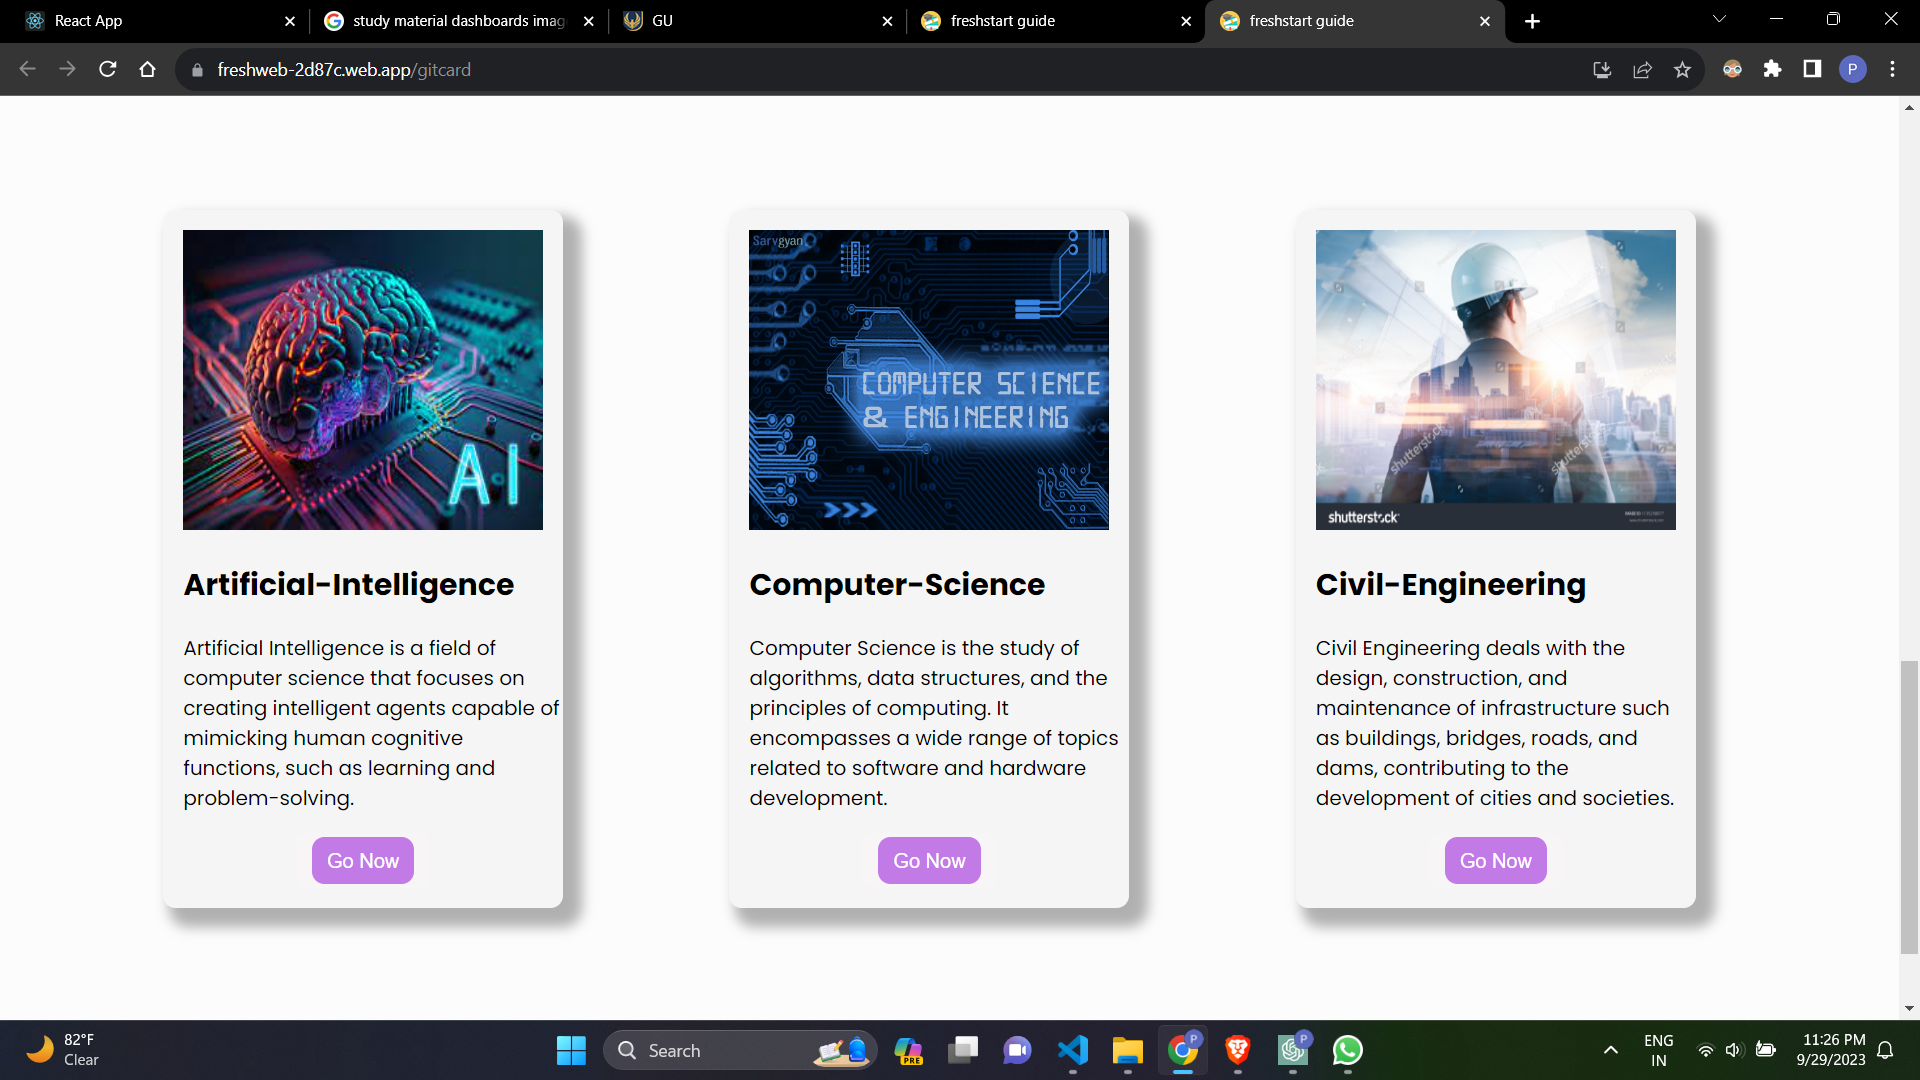 React App
study material dashboards imag
GU
freshstart guide
freshstart guide
freshweb-2d87c.web.app/gitcard
P
Sarvgyan
AI
COMPUTER SCIENCE
& ENGINEERING
shutterstock
shutterstock
shutterstock
Artificial-Intelligence
Computer-Science
Civil-Engineering
Artificial Intelligence is a field of
computer science that focuses on
creating intelligent agents capable of
mimicking human cognitive
functions, such as learning and
problem-solving.
Computer Science is the study of
algorithms, data structures, and the
principles of computing. It
encompasses a wide range of topics
related to software and hardware
development.
Civil Engineering deals with the
design, construction, and
maintenance of infrastructure such
as buildings, bridges, roads, and
dams, contributing to the
development of cities and societies.
Go Now
Go Now
Go Now
82°F
Clear
Search
PRE
P
P
ENG
IN
11:26 PM
9/29/2023